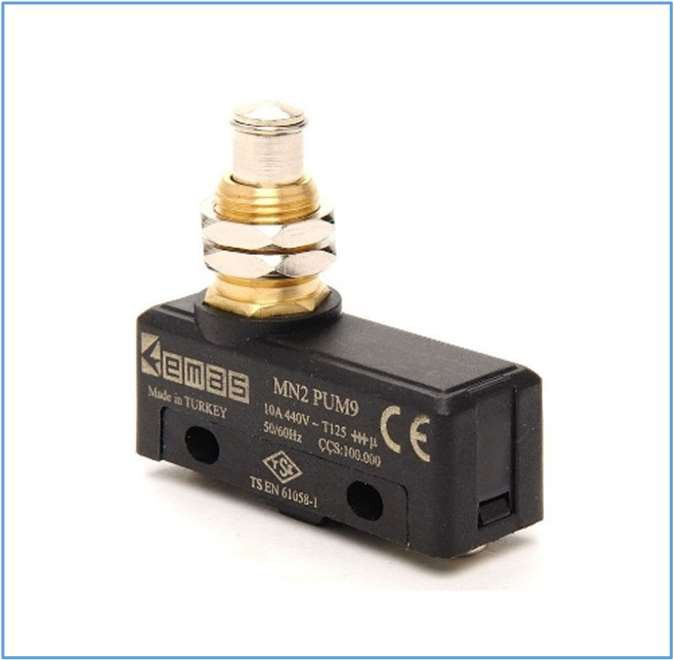 emas
Made in TURKEY
MN2 PUM9
10A 440V ~ T125 µ
50/60Hz ÇÇS:100.000
CE
TSE
TS EN 61058-1